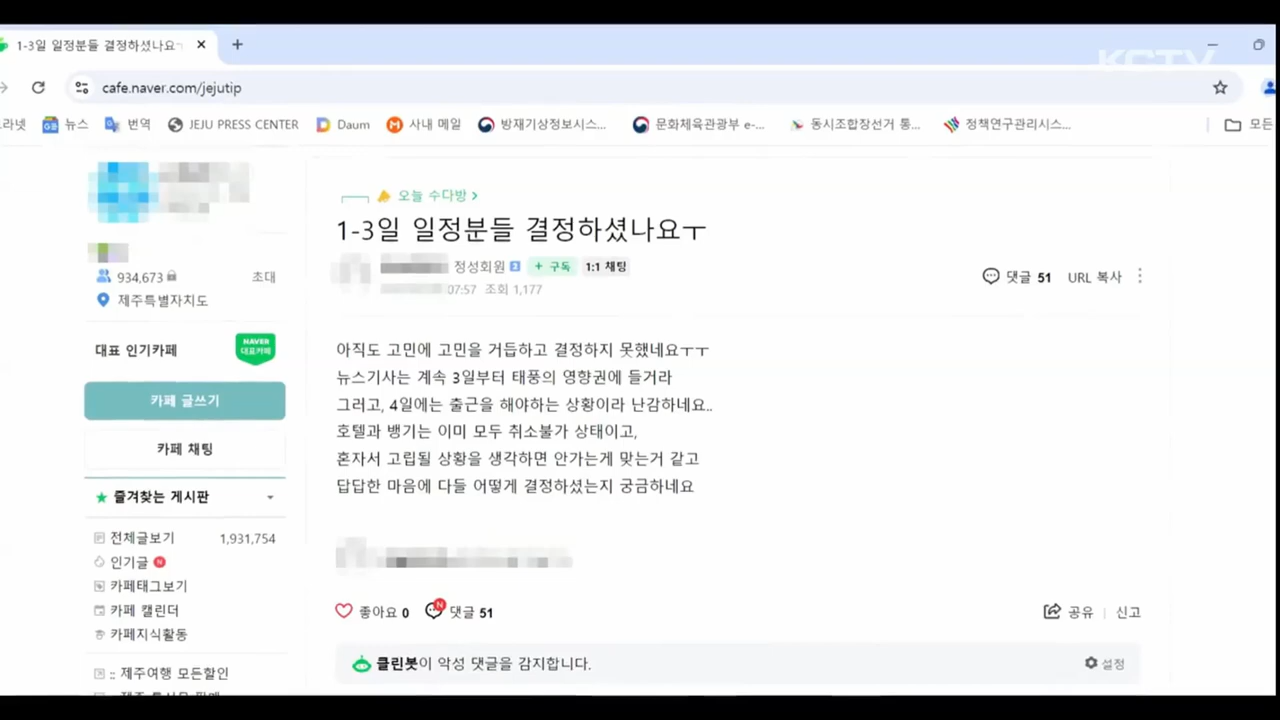 1-3일 일정분들 결정하셨나요ㅜ
KCTV
cafe.naver.com/jejutip
뉴스 번역 JEJU PRESS CENTER Daum 사내 메일 방재기상정보시스... 문화체육관광부 e-... 동시조합장선거 통... 정책연구관리시스... 모든
오늘 수다방 >
1-3일 일정분들 결정하셨나요ㅜ
정성회원 + 구독 1:1 채팅
07:57 조회 1,177
댓글 51 URL 복사
934,673 초대
제주특별자치도
대표 인기카페 NAVER 대표카페
카페 글쓰기
카페 채팅
즐겨찾는 게시판
전체글보기 1,931,754
인기글 N
카페태그보기
카페 캘린더
카페지식활동
:: 제주여행 모든할인
아직도 고민에 고민을 거듭하고 결정하지 못했네요ㅜㅜ
뉴스기사는 계속 3일부터 태풍의 영향권에 들거라
그러고, 4일에는 출근을 해야하는 상황이라 난감하네요..
호텔과 뱅기는 이미 모두 취소불가 상태이고,
혼자서 고립될 상황을 생각하면 안가는게 맞는거 같고
답답한 마음에 다들 어떻게 결정하셨는지 궁금하네요
좋아요 0 N 댓글 51
공유 신고
클린봇이 악성 댓글을 감지합니다.
설정